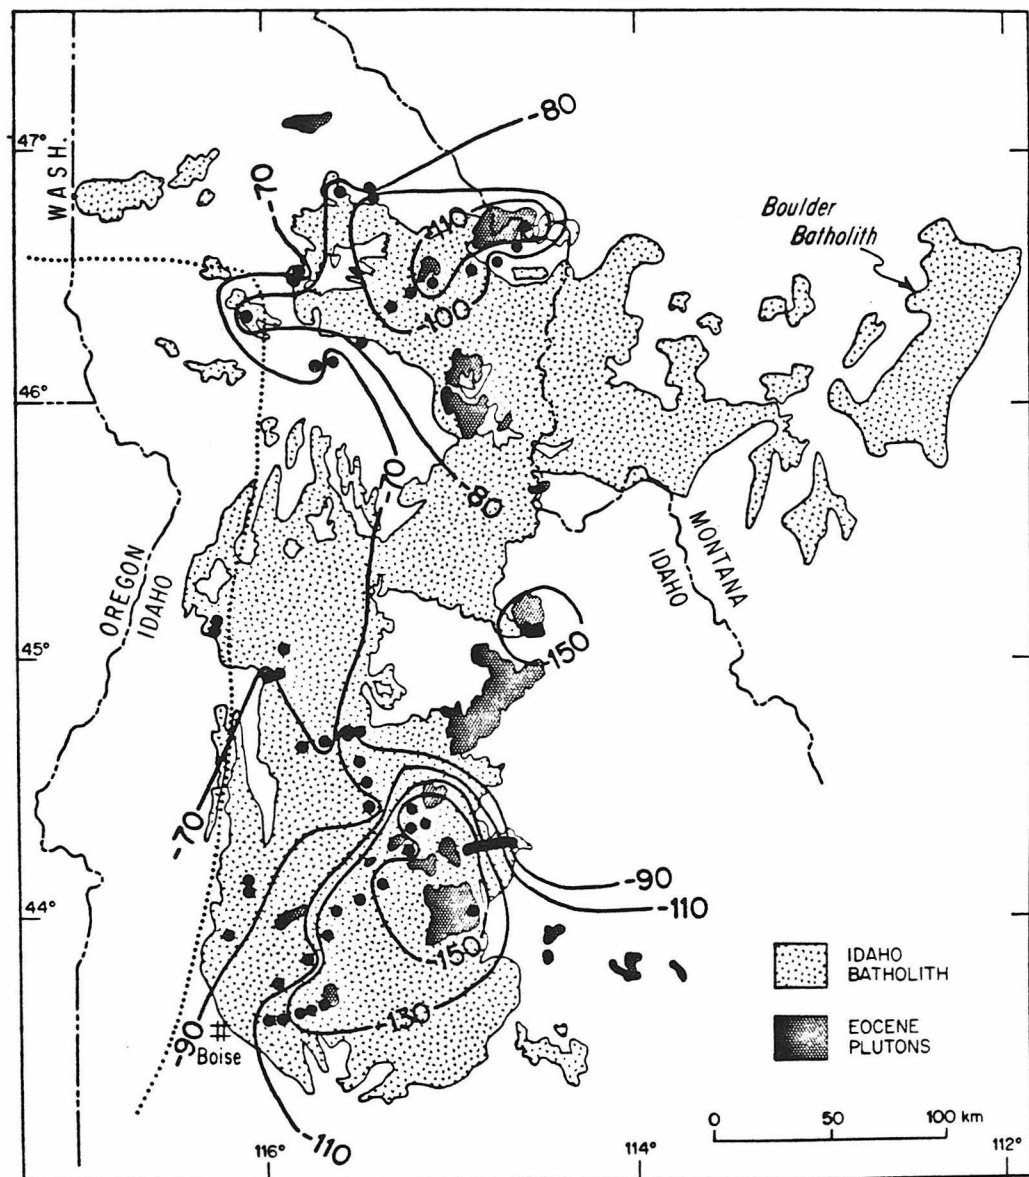 47°
WASH.
-80
-70
-110
Boulder
Batholith
-100
46°
-80
OREGON
IDAHO
MONTANA
IDAHO
45°
-150
-70
-90
-110
44°
-150
IDAHO
BATHOLITH
-130
-90
Boise
EOCENE
PLUTONS
-110
0 50 100 km
116°
114°
112°